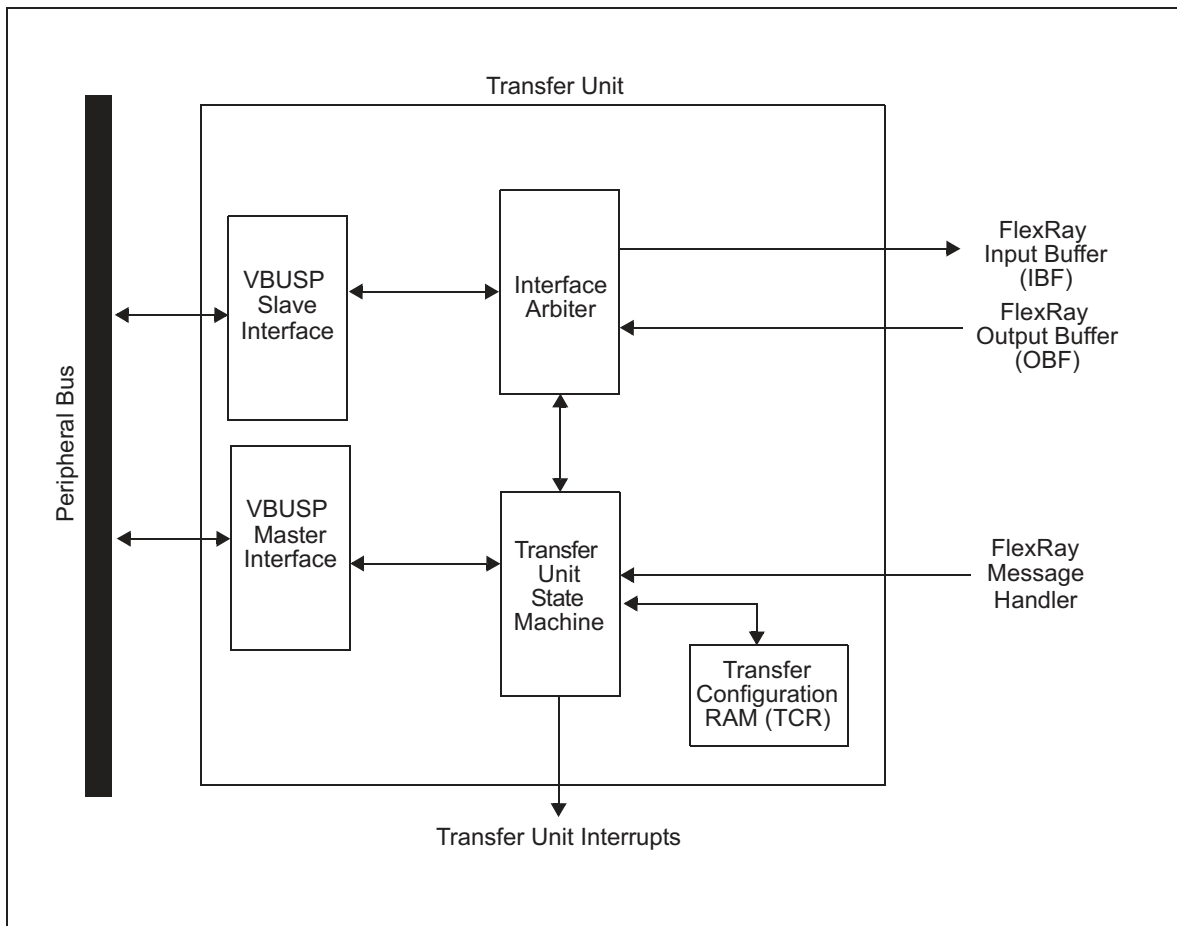 Transfer Unit
Peripheral Bus
VBUSP
Slave
Interface
Interface
Arbiter
FlexRay
Input Buffer
(IBF)
FlexRay
Output Buffer
(OBF)
VBUSP
Master
Interface
Transfer
Unit
State
Machine
FlexRay
Message
Handler
Transfer
Configuration
RAM (TCR)
Transfer Unit Interrupts